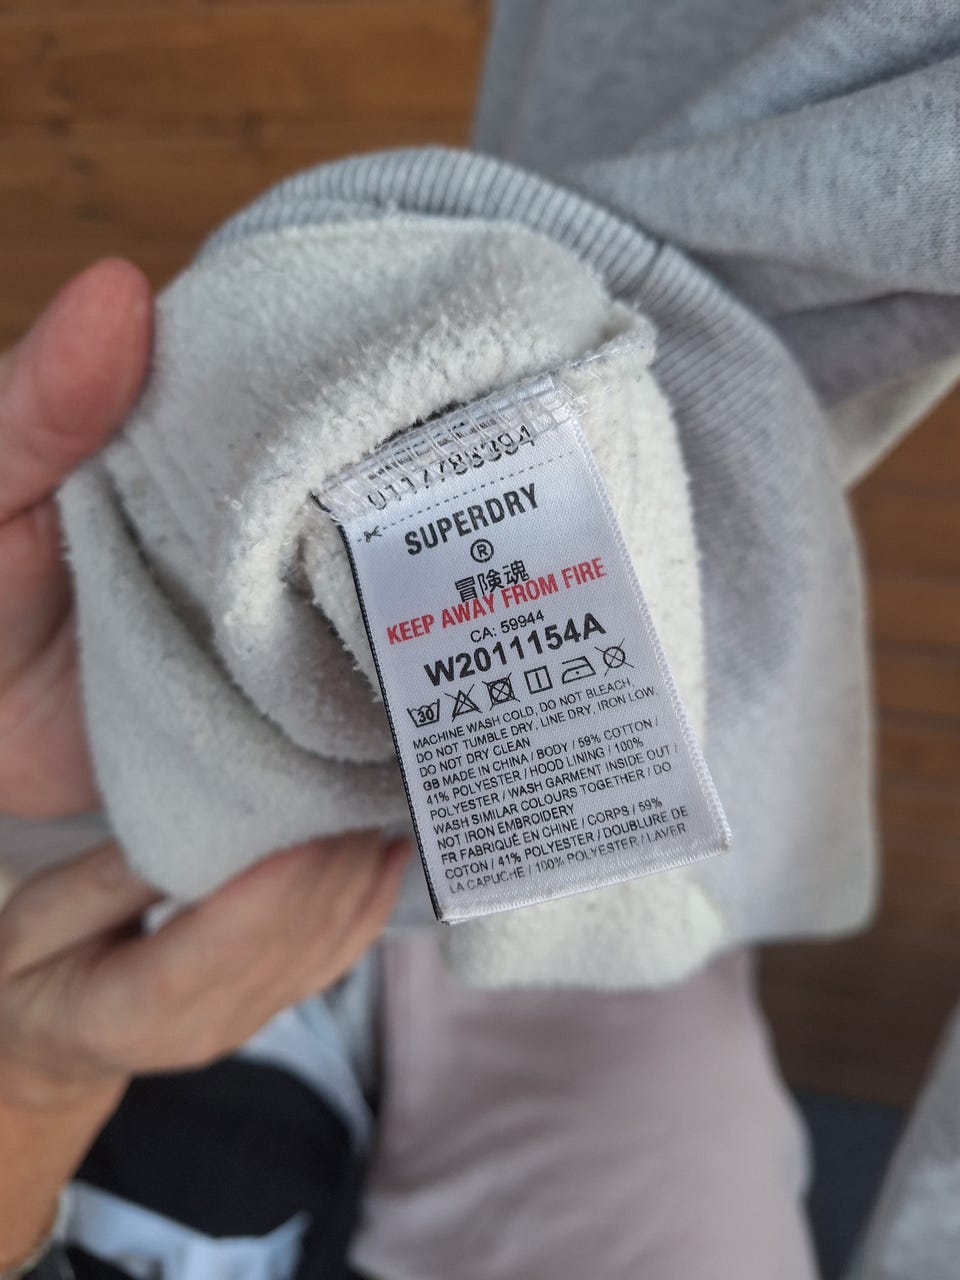 SUPERDRY
®
冒険魂
KEEP AWAY FROM FIRE
CA: 59944
W2011154A
30
MACHINE WASH COLD, DO NOT BLEACH,
DO NOT TUMBLE DRY, LINE DRY, IRON LOW,
DO NOT DRY CLEAN
GB MADE IN CHINA / BODY / 59% COTTON /
41% POLYESTER / HOOD LINING / 100%
POLYESTER / WASH GARMENT INSIDE OUT /
WASH SIMILAR COLOURS TOGETHER / DO
NOT IRON EMBROIDERY
FR FABRIQUÉ EN CHINE / CORPS / 59%
COTON / 41% POLYESTER / DOUBLURE DE
LA CAPUCHE / 100% POLYESTER / LAVER